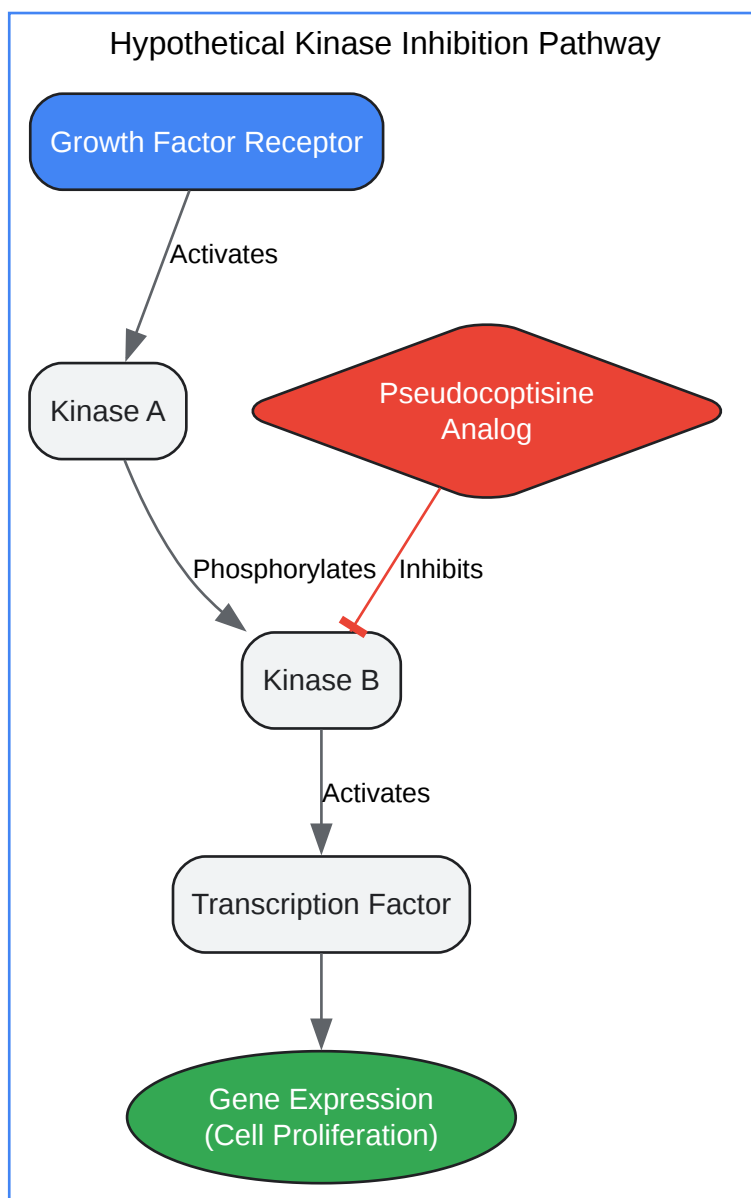 Hypothetical Kinase Inhibition Pathway
Growth Factor Receptor
Activates
Kinase A
Pseudocoptisine
Analog
Phosphorylates
Inhibits
Kinase B
Activates
Transcription Factor
Gene Expression
(Cell Proliferation)